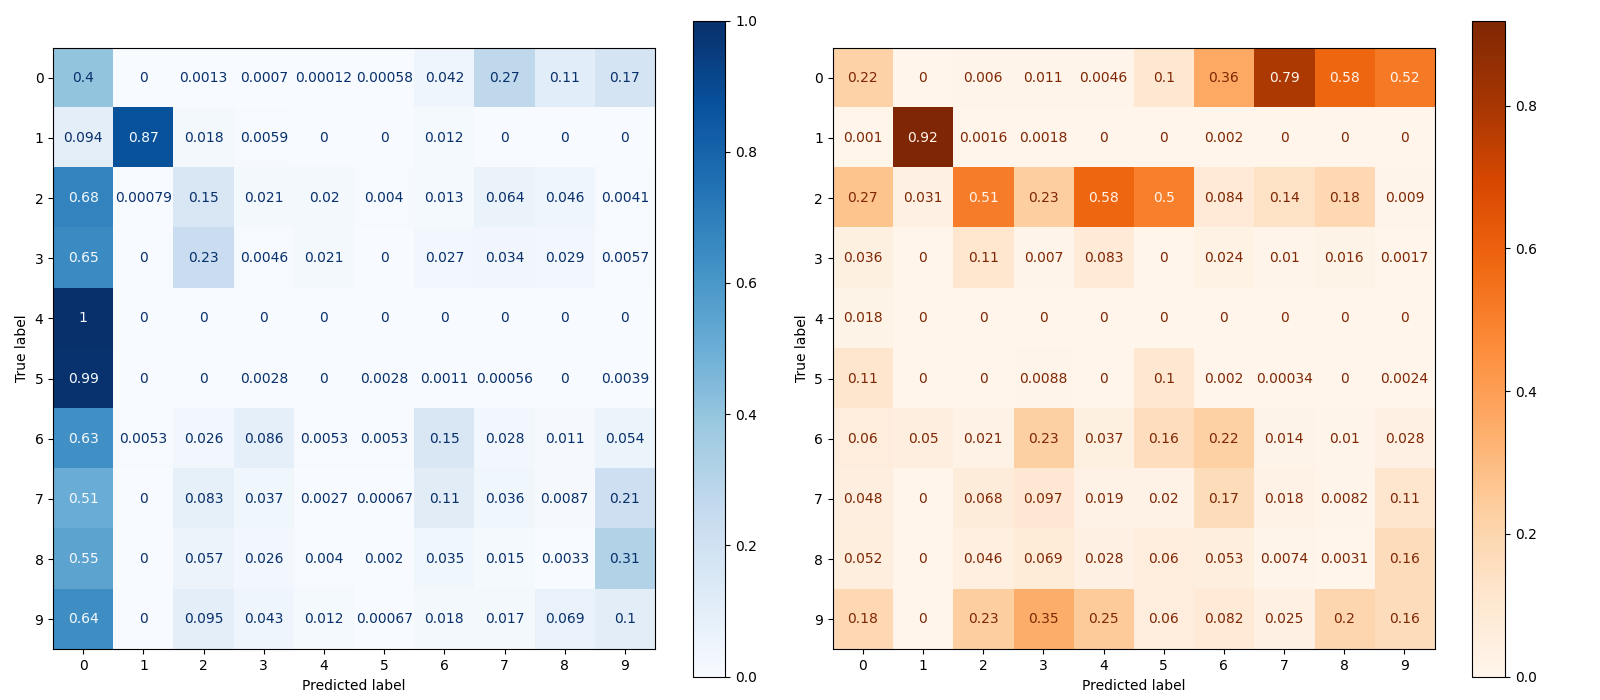 0 0.4 0 0.0013 0.0007 0.00012 0.00058 0.042 0.27 0.11 0.17
1 0.094 0.87 0.018 0.0059 0 0 0.012 0 0 0
2 0.68 0.00079 0.15 0.021 0.02 0.004 0.013 0.064 0.046 0.0041
3 0.65 0 0.23 0.0046 0.021 0 0.027 0.034 0.029 0.0057
4 1 0 0 0 0 0 0 0 0 0
5 0.99 0 0 0.0028 0 0.0028 0.0011 0.00056 0 0.0039
6 0.63 0.0053 0.026 0.086 0.0053 0.0053 0.15 0.028 0.011 0.054
7 0.51 0 0.083 0.037 0.0027 0.00067 0.11 0.036 0.0087 0.21
8 0.55 0 0.057 0.026 0.004 0.002 0.035 0.015 0.0033 0.31
9 0.64 0 0.095 0.043 0.012 0.00067 0.018 0.017 0.069 0.1
0 1 2 3 4 5 6 7 8 9
Predicted label
True label
1.0
0.8
0.6
0.4
0.2
0.0
0 0.22 0 0.006 0.011 0.0046 0.1 0.36 0.79 0.58 0.52
1 0.001 0.92 0.0016 0.0018 0 0 0.002 0 0 0
2 0.27 0.031 0.51 0.23 0.58 0.5 0.084 0.14 0.18 0.009
3 0.036 0 0.11 0.007 0.083 0 0.024 0.01 0.016 0.0017
4 0.018 0 0 0 0 0 0 0 0 0
5 0.11 0 0 0.0088 0 0.1 0.002 0.00034 0 0.0024
6 0.06 0.05 0.021 0.23 0.037 0.16 0.22 0.014 0.01 0.028
7 0.048 0 0.068 0.097 0.019 0.02 0.17 0.018 0.0082 0.11
8 0.052 0 0.046 0.069 0.028 0.06 0.053 0.0074 0.0031 0.16
9 0.18 0 0.23 0.35 0.25 0.06 0.082 0.025 0.2 0.16
0 1 2 3 4 5 6 7 8 9
Predicted label
True label
0.8
0.6
0.4
0.2
0.0